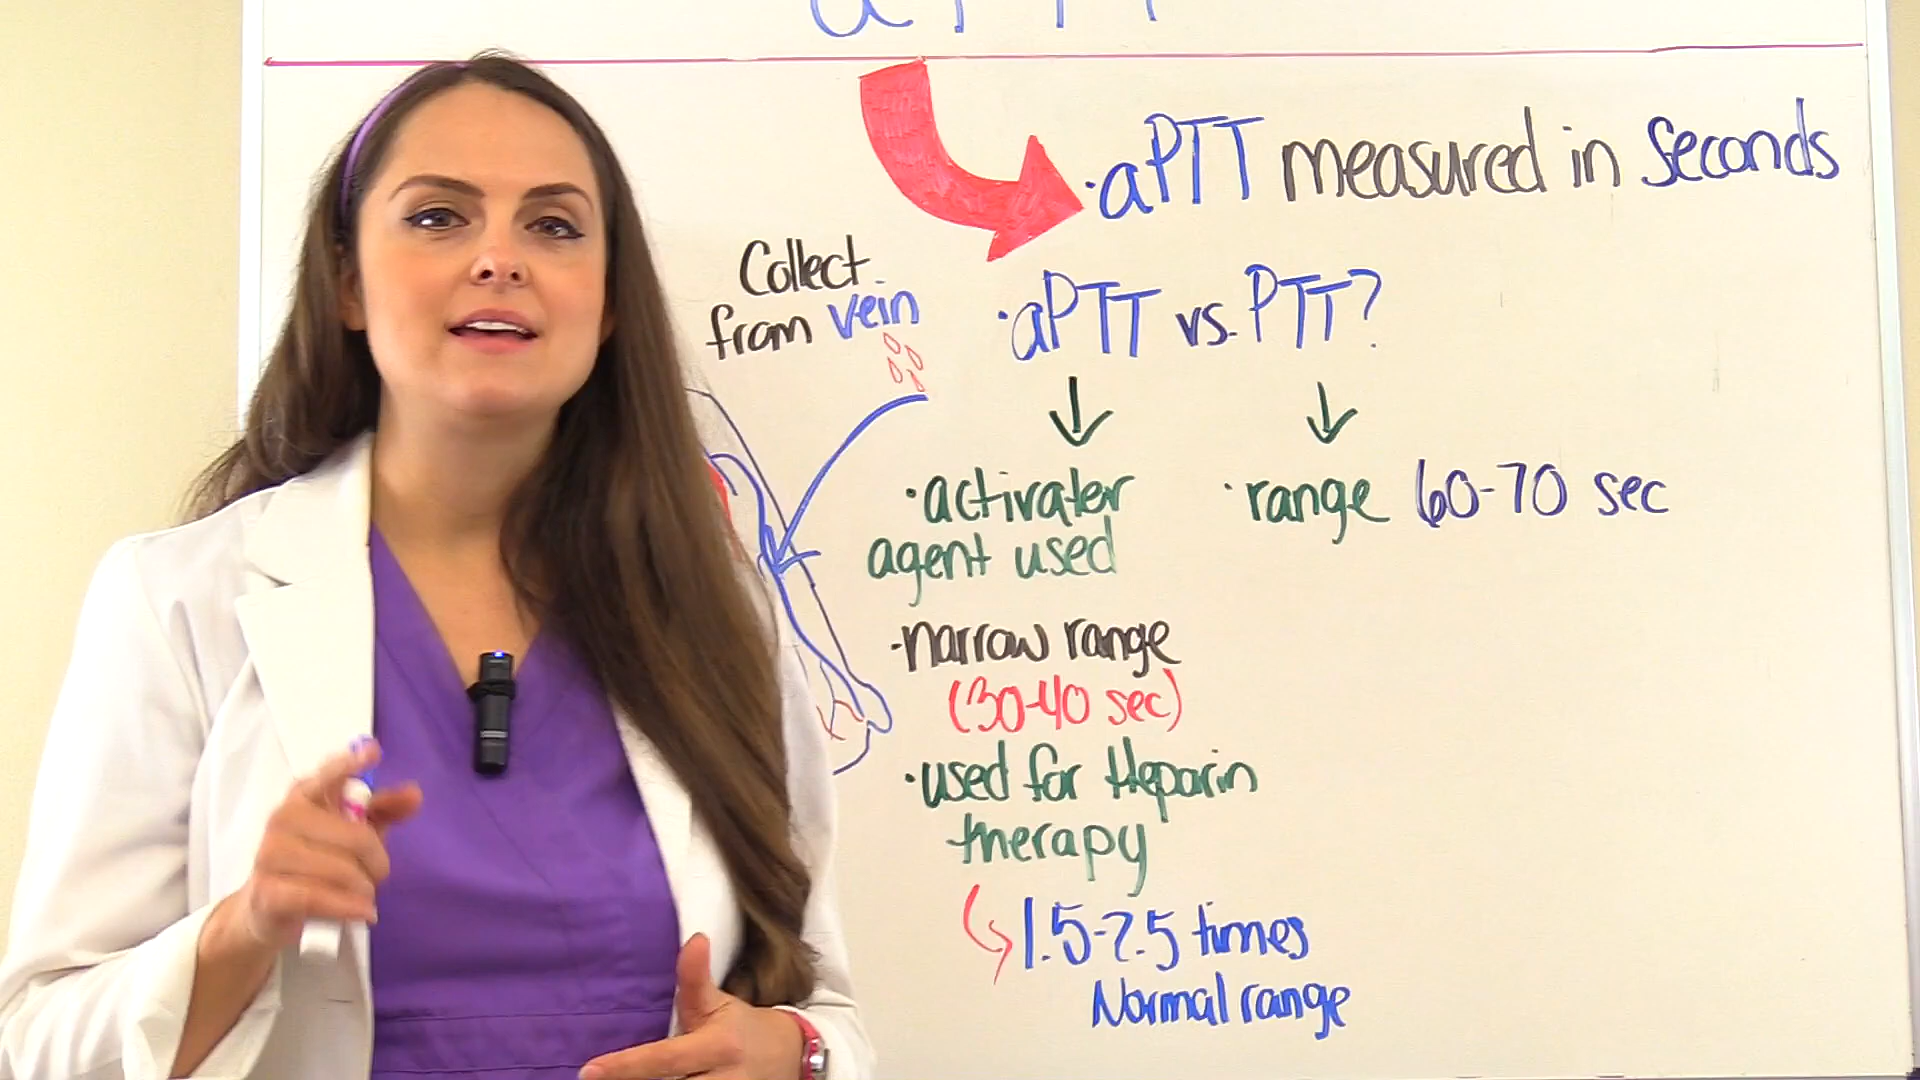 aPTT
·aPTT measured in seconds
Collect
from vein
·aPTT vs. PTT?
·activater
agent used
·range 60-70 sec
·narrow range
(30-40 sec)
·used for Heparin
therapy
1.5-2.5 times
Normal range